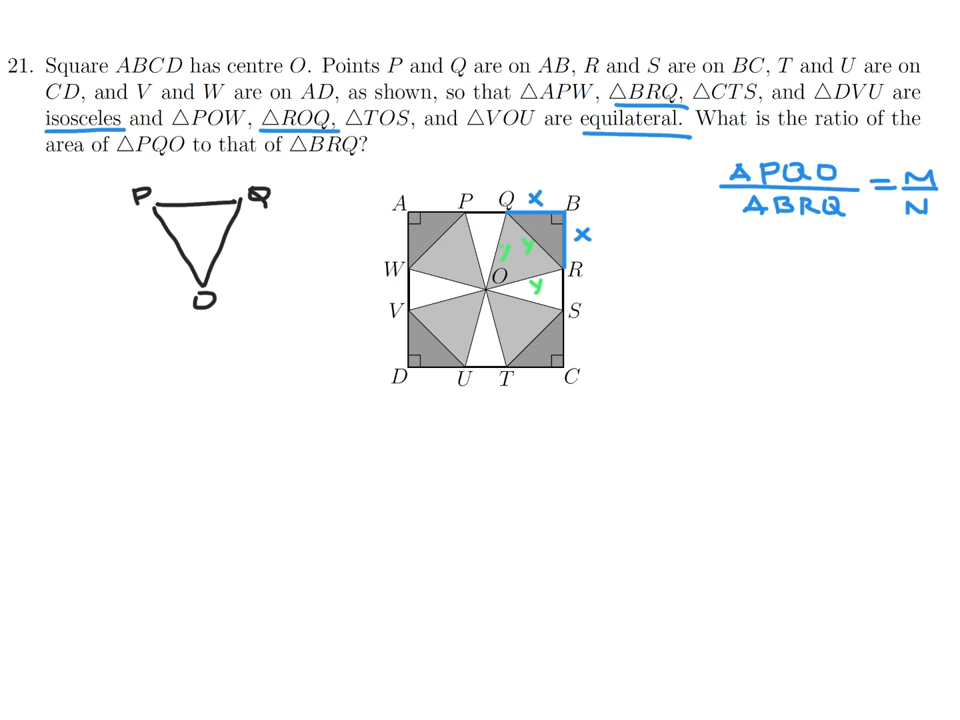 21. Square ABCD has centre O. Points P and Q are on AB, R and S are on BC, T and U are on
CD, and V and W are on AD, as shown, so that △APW, △BRQ, △CTS, and △DVU are
isosceles and △POW, △ROQ, △TOS, and △VOU are equilateral. What is the ratio of the
area of △PQO to that of △BRQ?
△PQO
= M
△BRQ N
P Q
O
A P Q x B
x
y y
W O R
y
V S
D U T C